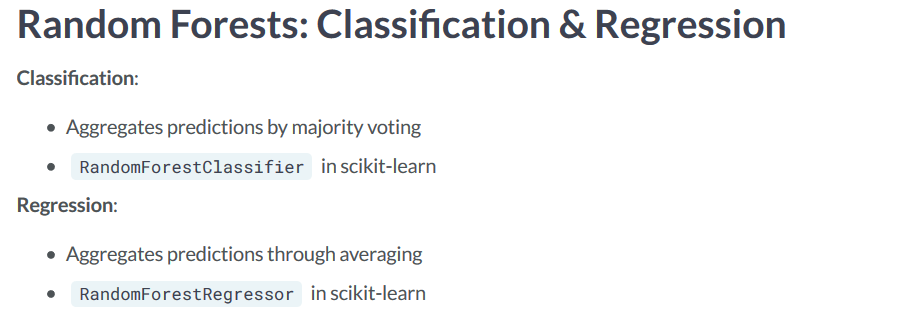 Random Forests: Classification & Regression
Classification:
• Aggregates predictions by majority voting
• RandomForestClassifier in scikit-learn
Regression:
• Aggregates predictions through averaging
• RandomForestRegressor in scikit-learn